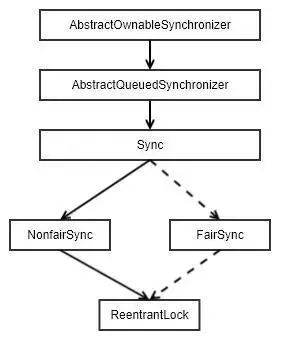 AbstractOwnableSynchronizer
AbstractQueuedSynchronizer
Sync
NonfairSync
FairSync
ReentrantLock